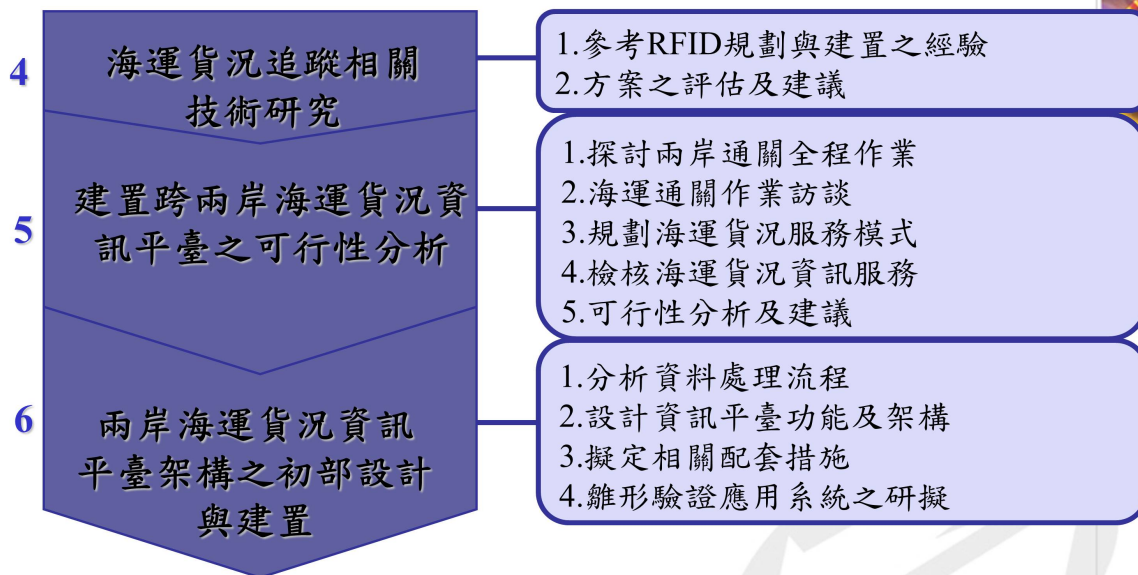 4
海運貨況追蹤相關
技術研究
1.參考RFID規劃與建置之經驗
2.方案之評估及建議
5
建置跨兩岸海運貨況資
訊平臺之可行性分析
1.探討兩岸通關全程作業
2.海運通關作業訪談
3.規劃海運貨況服務模式
4.檢核海運貨況資訊服務
5.可行性分析及建議
6
兩岸海運貨況資訊
平臺架構之初部設計
與建置
1.分析資料處理流程
2.設計資訊平臺功能及架構
3.擬定相關配套措施
4.雛形驗證應用系統之研擬